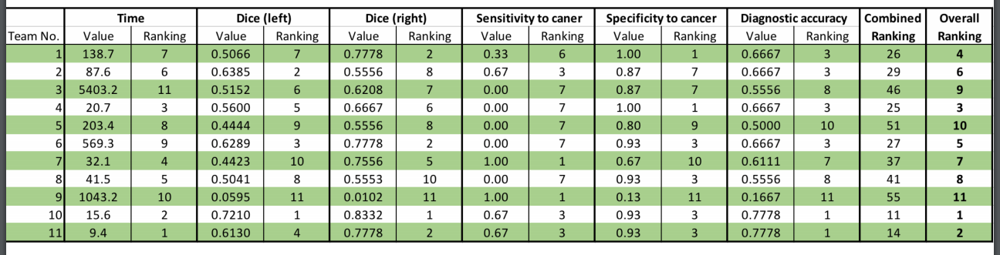 Time Dice (left) Dice (right) Sensitivity to caner Specificity to cancer Diagnostic accuracy Combined Overall
Team No. Value Ranking Value Ranking Value Ranking Value Ranking Value Ranking Value Ranking Ranking Ranking
1 138.7 7 0.5066 7 0.7778 2 0.33 6 1.00 1 0.6667 3 26 4
2 87.6 6 0.6385 2 0.5556 8 0.67 3 0.87 7 0.6667 3 29 6
3 5403.2 11 0.5152 6 0.6208 7 0.00 7 0.87 7 0.5556 8 46 9
4 20.7 3 0.5600 5 0.6667 6 0.00 7 1.00 1 0.6667 3 25 3
5 203.4 8 0.4444 9 0.5556 8 0.00 7 0.80 9 0.5000 10 51 10
6 569.3 9 0.6289 3 0.7778 2 0.00 7 0.93 3 0.6667 3 27 5
7 32.1 4 0.4423 10 0.7556 5 1.00 1 0.67 10 0.6111 7 37 7
8 41.5 5 0.5041 8 0.5553 10 0.00 7 0.93 3 0.5556 8 41 8
9 1043.2 10 0.0595 11 0.0102 11 1.00 1 0.13 11 0.1667 11 55 11
10 15.6 2 0.7210 1 0.8332 1 0.67 3 0.93 3 0.7778 1 11 1
11 9.4 1 0.6130 4 0.7778 2 0.67 3 0.93 3 0.7778 1 14 2